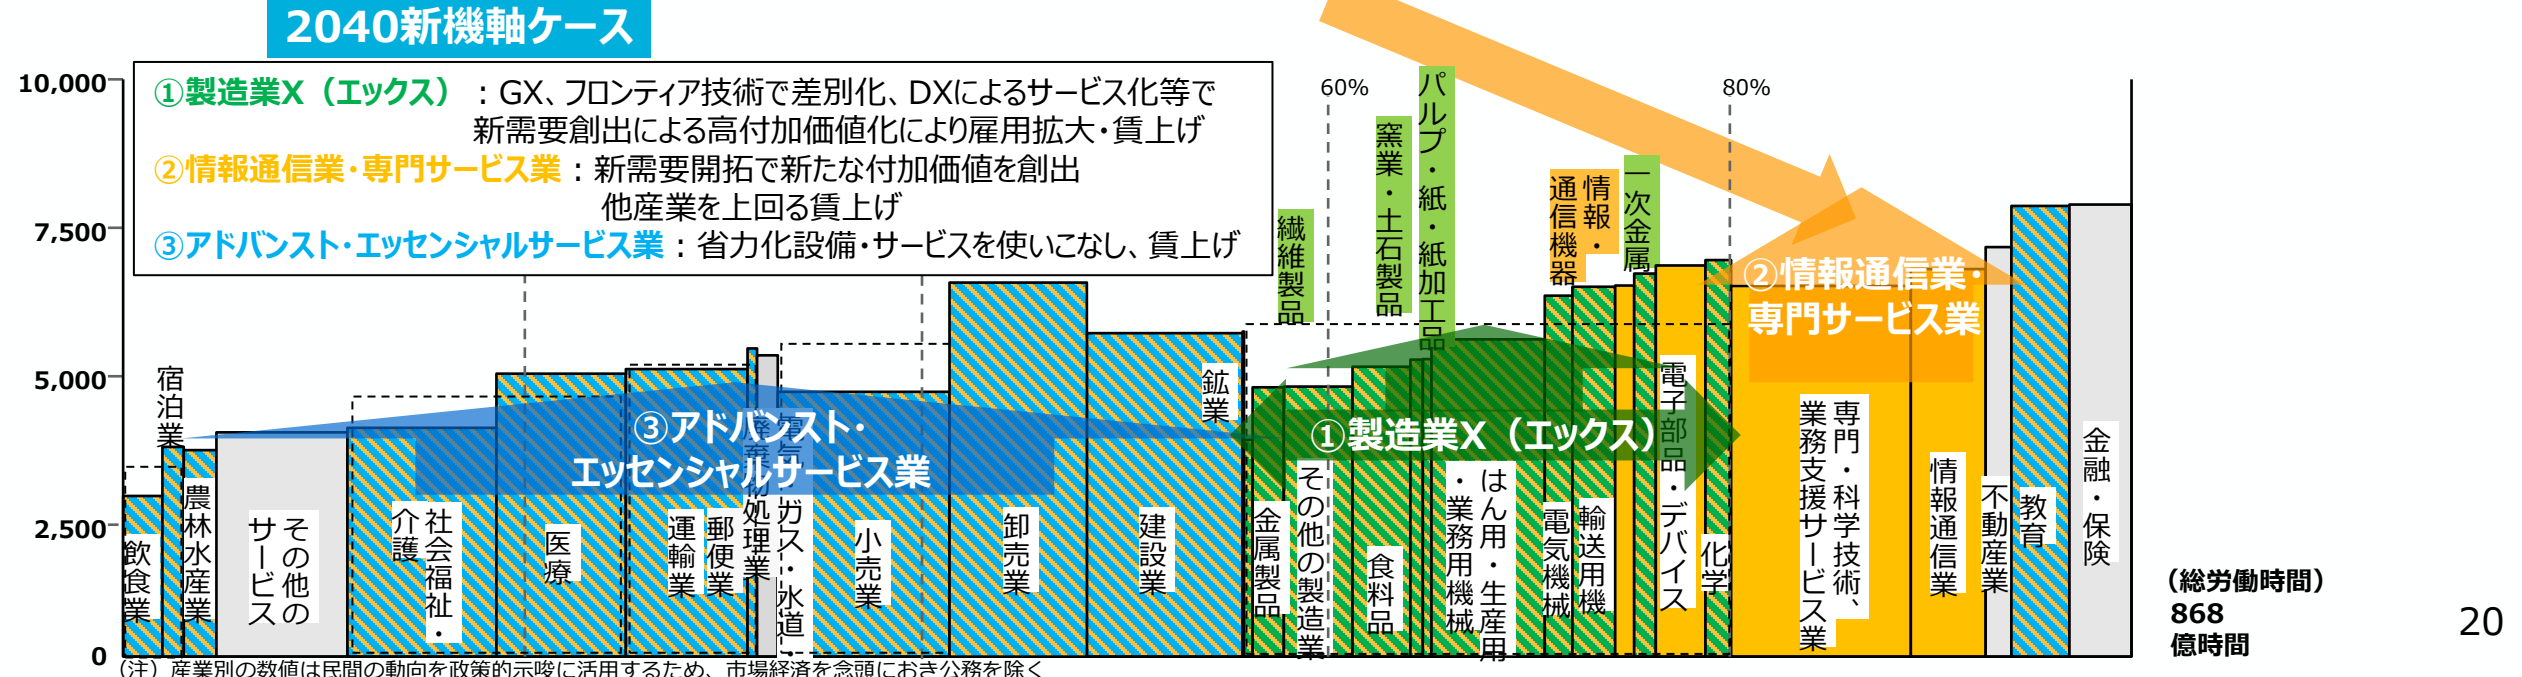 2040新機軸ケース
①製造業X（エックス）：GX、フロンティア技術で差別化、DXによるサービス化等で
新需要創出による高付加価値化により雇用拡大・賃上げ
②情報通信業・専門サービス業：新需要開拓で新たな付加価値を創出
他産業を上回る賃上げ
③アドバンスト・エッセンシャルサービス業：省力化設備・サービスを使いこなし、賃上げ
10,000
7,500
5,000
2,500
0
60%
80%
飲食業
宿泊業
農林水産業
その他の
サービス
社会福祉・
介護
医療
運輸業
郵便業
廃棄物処理業
電気・ガス・水道・
小売業
卸売業
建設業
鉱業
金属製品
繊維製品
その他の製造業
食料品
窯業・土石製品
パルプ・紙・紙加工品
はん用・生産用
・業務用機械
電気機械
輸送用機
情報・
通信機器
一次金属
電子部品・デバイス
化学
専門・科学技術、
業務支援サービス業
情報通信業
不動産業
教育
金融・保険
③アドバンスト・
エッセンシャルサービス業
①製造業X（エックス）
②情報通信業・
専門サービス業
（総労働時間）
868
億時間
20
（注）産業別の数値は民間の動向を政策的示唆に活用するため、市場経済を念頭におき公務を除く